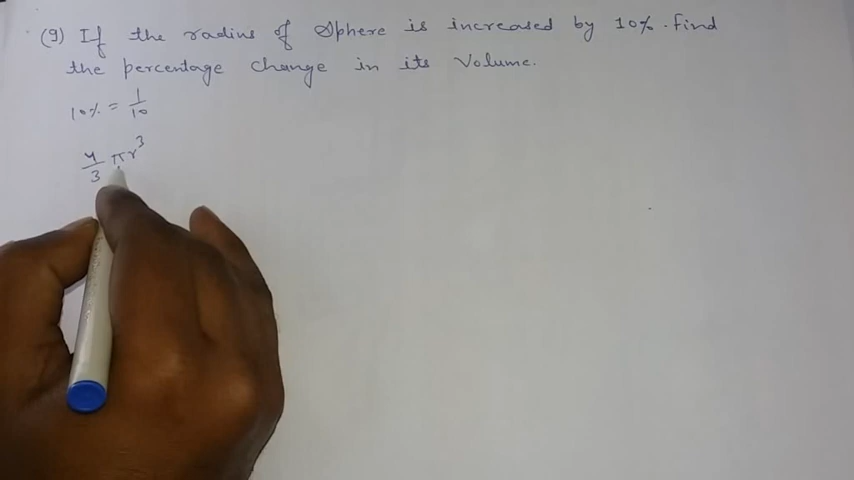 (9) If the radius of Sphere is increased by 10%. Find
the percentage change in its Volume.
10% = 1/10
4/3 πr³